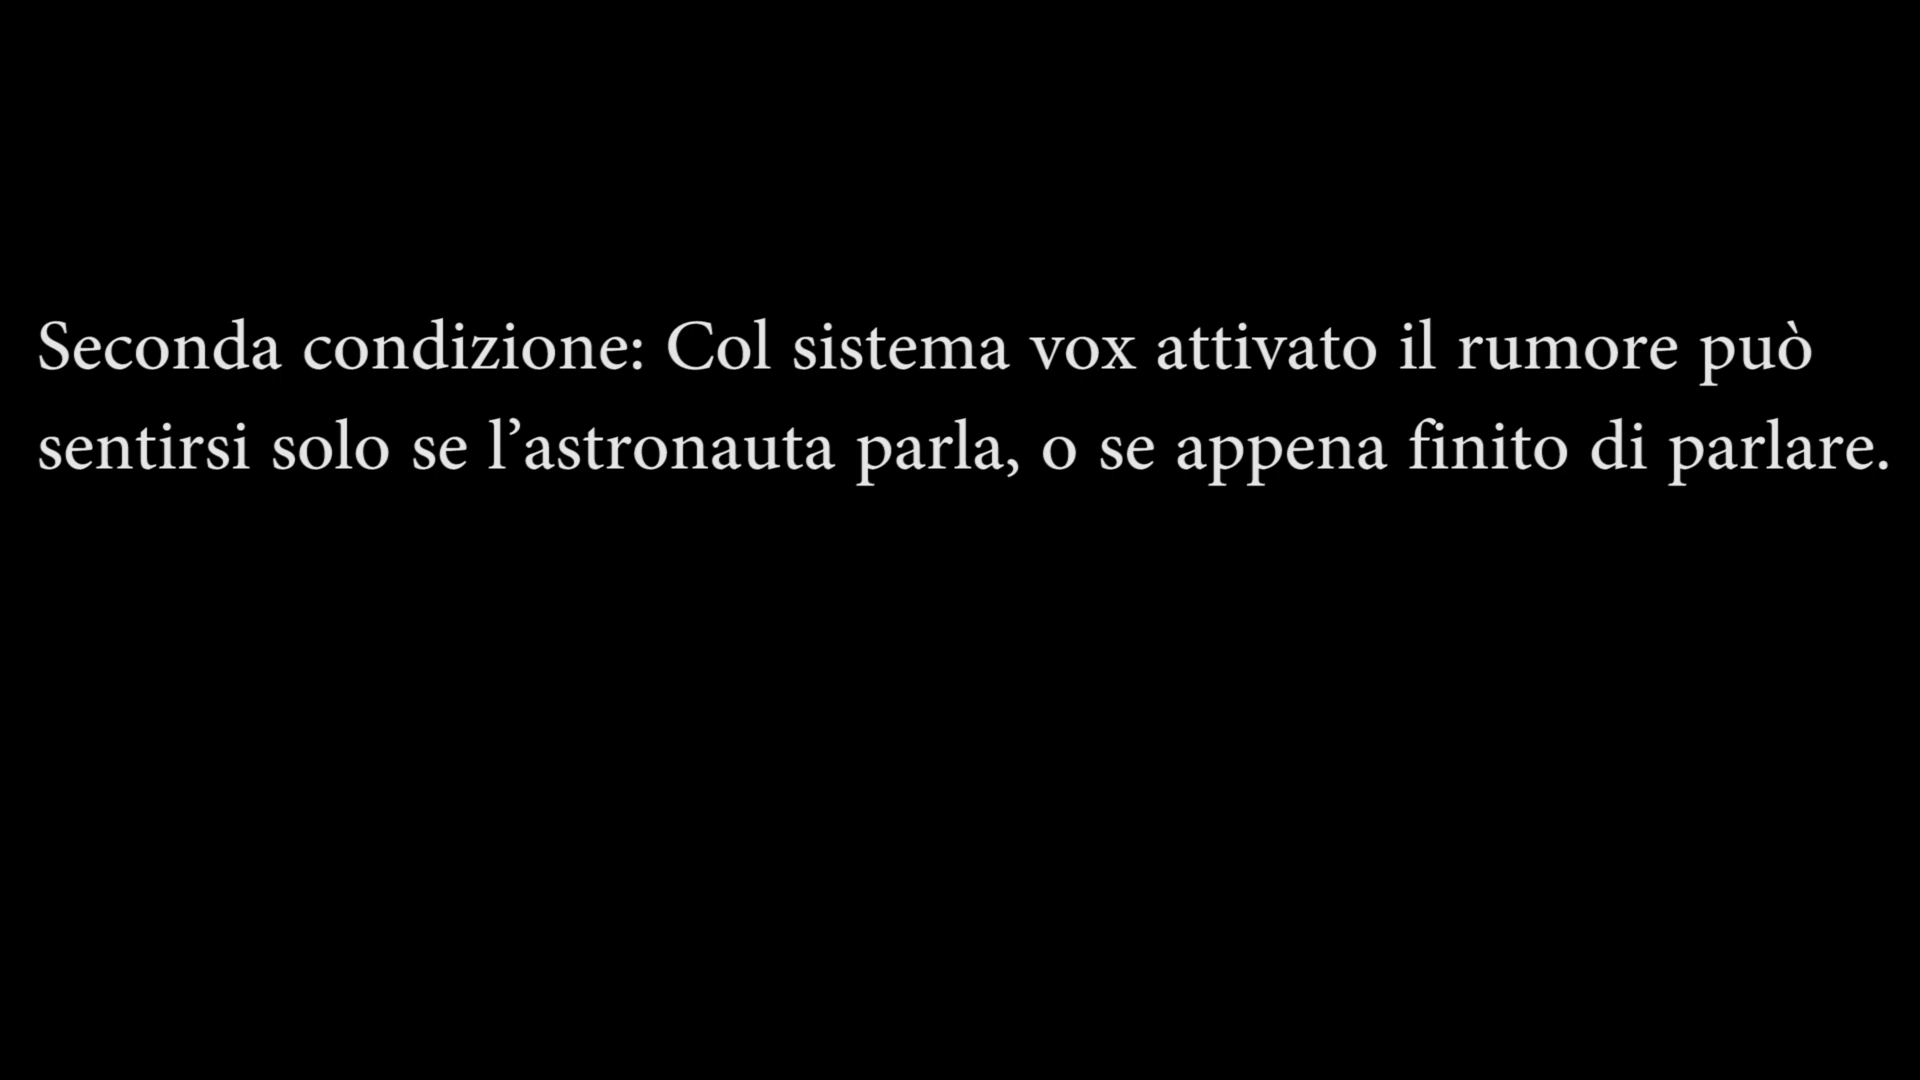 Seconda condizione: Col sistema vox attivato il rumore può
sentirsi solo se l’astronauta parla, o se appena finito di parlare.